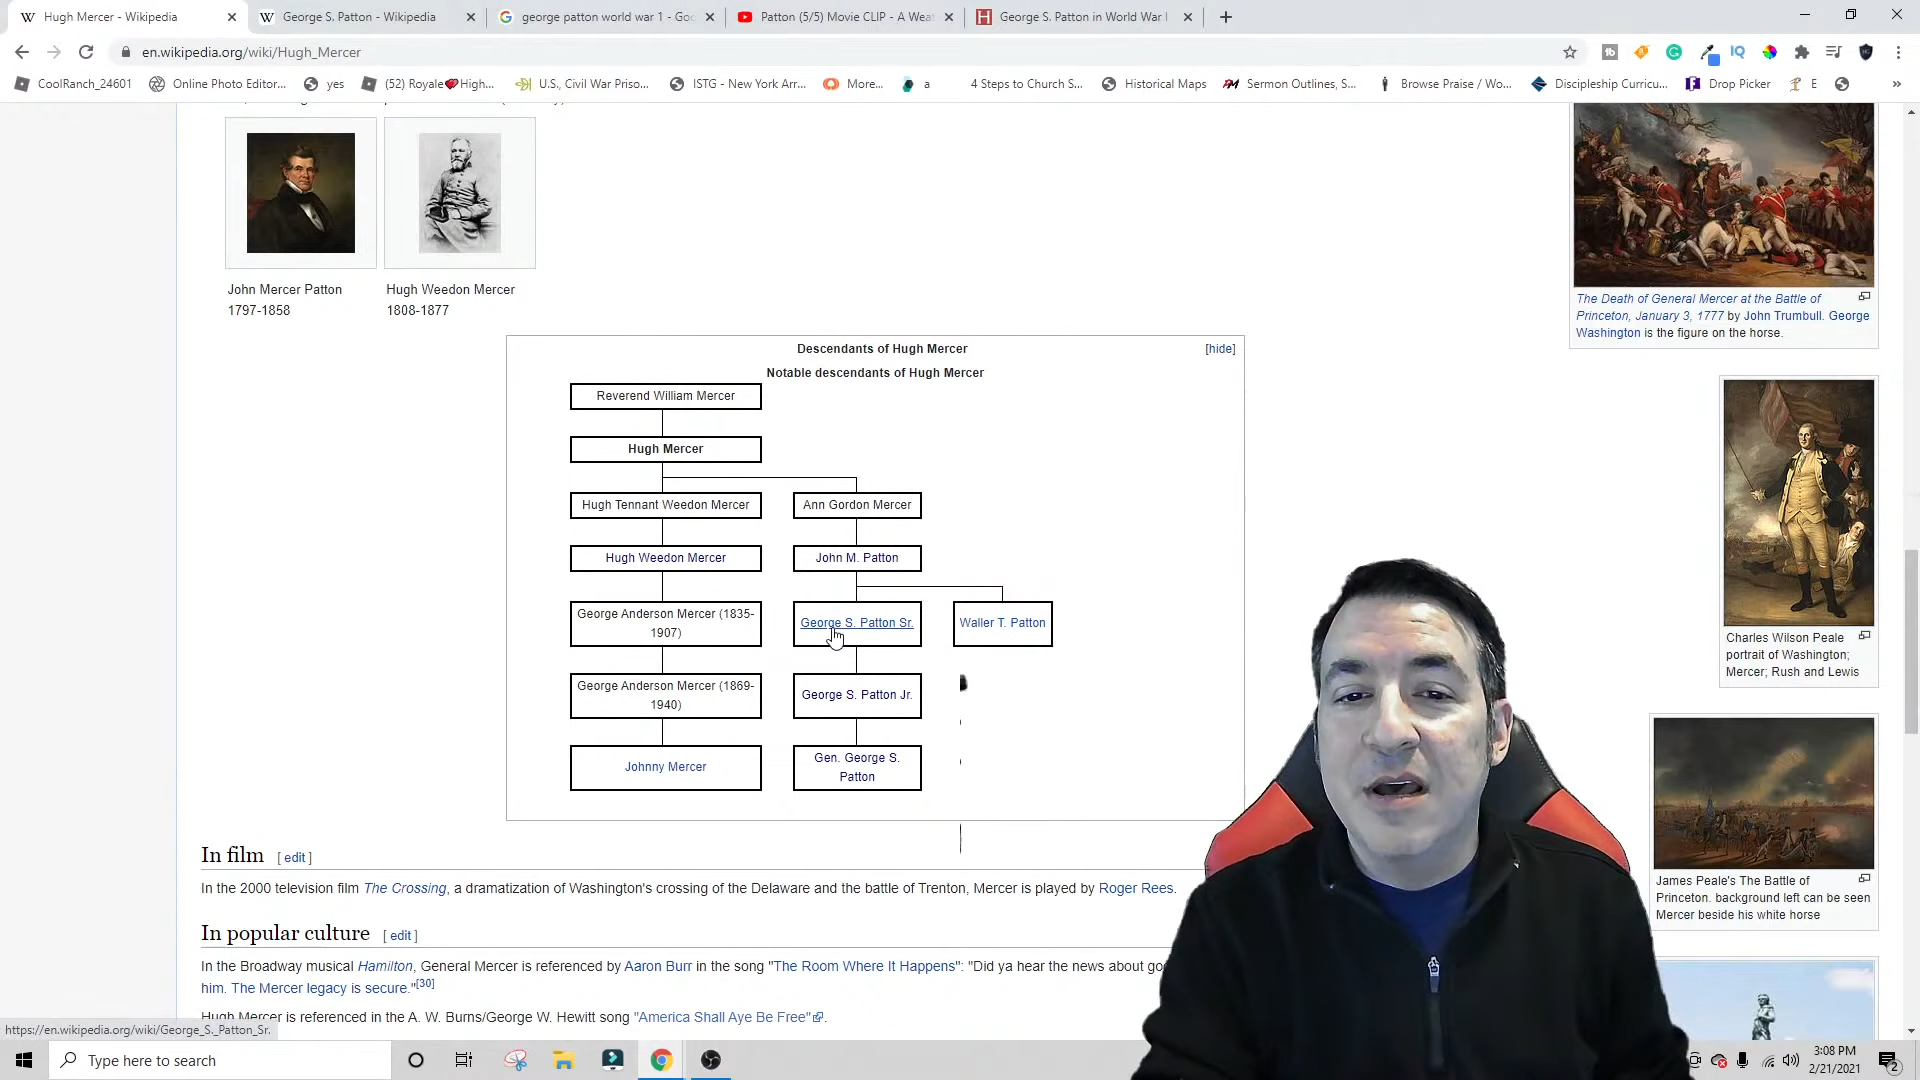 Hugh Mercer - Wikipedia
George S. Patton - Wikipedia
george patton world war 1 - Goo
Patton (5/5) Movie CLIP - A Weat
George S. Patton in World War I
en.wikipedia.org/wiki/Hugh_Mercer
CoolRanch_24601
Online Photo Editor...
yes
(52) Royale❤High...
U.S., Civil War Priso...
ISTG - New York Arr...
More...
a
4 Steps to Church S...
Historical Maps
Sermon Outlines, S...
Browse Praise / Wo...
Discipleship Curricu...
Drop Picker
E
John Mercer Patton
1797-1858
Hugh Weedon Mercer
1808-1877
The Death of General Mercer at the Battle of
Princeton, January 3, 1777 by John Trumbull. George
Washington is the figure on the horse.
Descendants of Hugh Mercer
[hide]
Notable descendants of Hugh Mercer
Reverend William Mercer
Hugh Mercer
Hugh Tennant Weedon Mercer
Ann Gordon Mercer
Hugh Weedon Mercer
John M. Patton
George Anderson Mercer (1835-
1907)
George S. Patton Sr.
Waller T. Patton
George Anderson Mercer (1869-
1940)
George S. Patton Jr.
Johnny Mercer
Gen. George S.
Patton
Charles Wilson Peale
portrait of Washington;
Mercer; Rush and Lewis
James Peale's The Battle of
Princeton. background left can be seen
Mercer beside his white horse
In film [ edit ]
In the 2000 television film The Crossing, a dramatization of Washington's crossing of the Delaware and the battle of Trenton, Mercer is played by Roger Rees.
In popular culture [ edit ]
In the Broadway musical Hamilton, General Mercer is referenced by Aaron Burr in the song "The Room Where It Happens": "Did ya hear the news about go
him. The Mercer legacy is secure."[30]
Hugh Mercer is referenced in the A. W. Burns/George W. Hewitt song "America Shall Aye Be Free".
https://en.wikipedia.org/wiki/George_S._Patton_Sr.
Type here to search
3:08 PM
2/21/2021
2